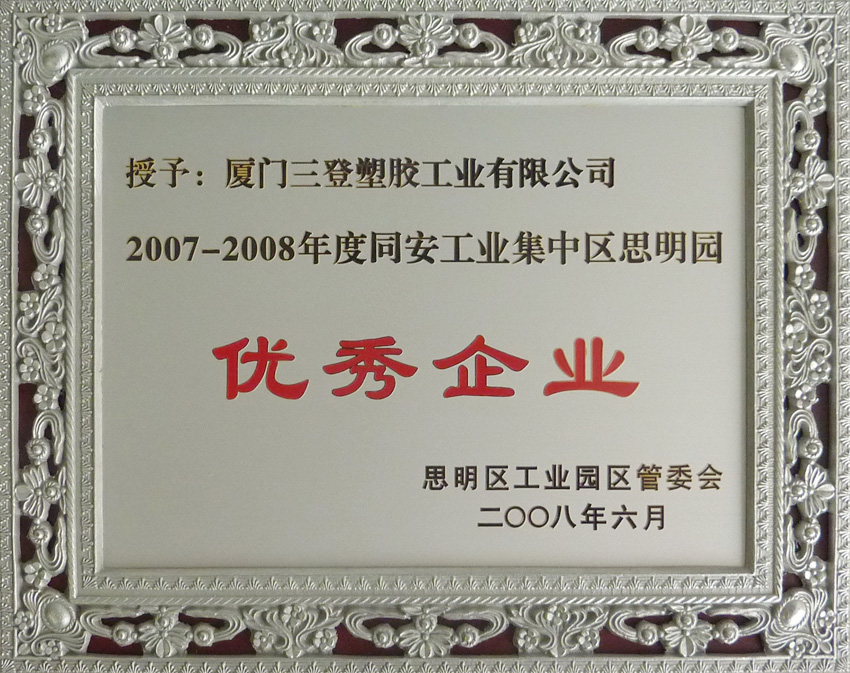 授予：厦门三登塑胶工业有限公司
2007-2008年度同安工业集中区思明园
优秀企业
思明区工业园区管委会
二〇〇八年六月